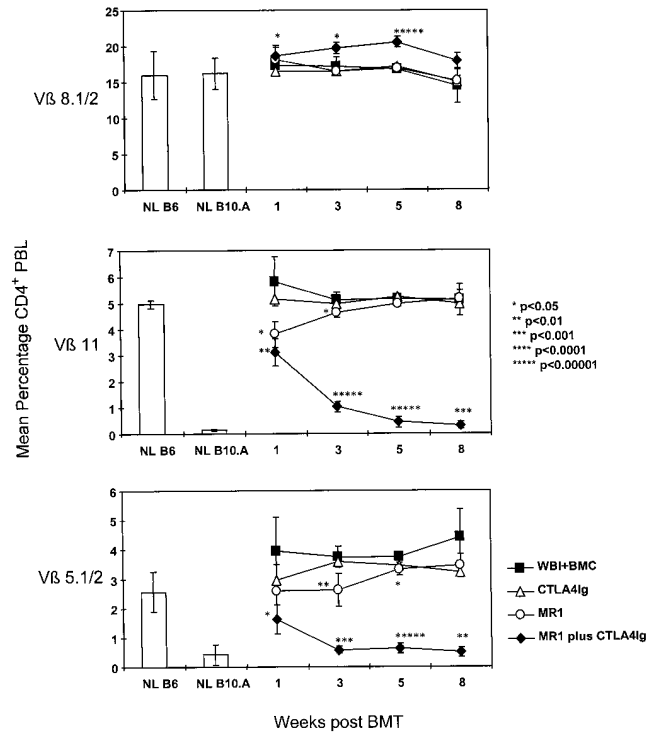 25
20
15
10
5
0
Vß 8.1/2
NL B6 NL B10.A 1 3 5 8
* * *****
7
6
5
4
3
2
1
0
Vß 11
NL B6 NL B10.A 1 3 5 8
* *
** ***** ***** ***
* p<0.05
** p<0.01
*** p<0.001
**** p<0.0001
***** p<0.00001
Mean Percentage CD4+ PBL
6
5
4
3
2
1
0
Vß 5.1/2
NL B6 NL B10.A 1 3 5 8
** *
* *** ***** **
WBI+BMC
CTLA4Ig
MR1
MR1 plus CTLA4Ig
Weeks post BMT